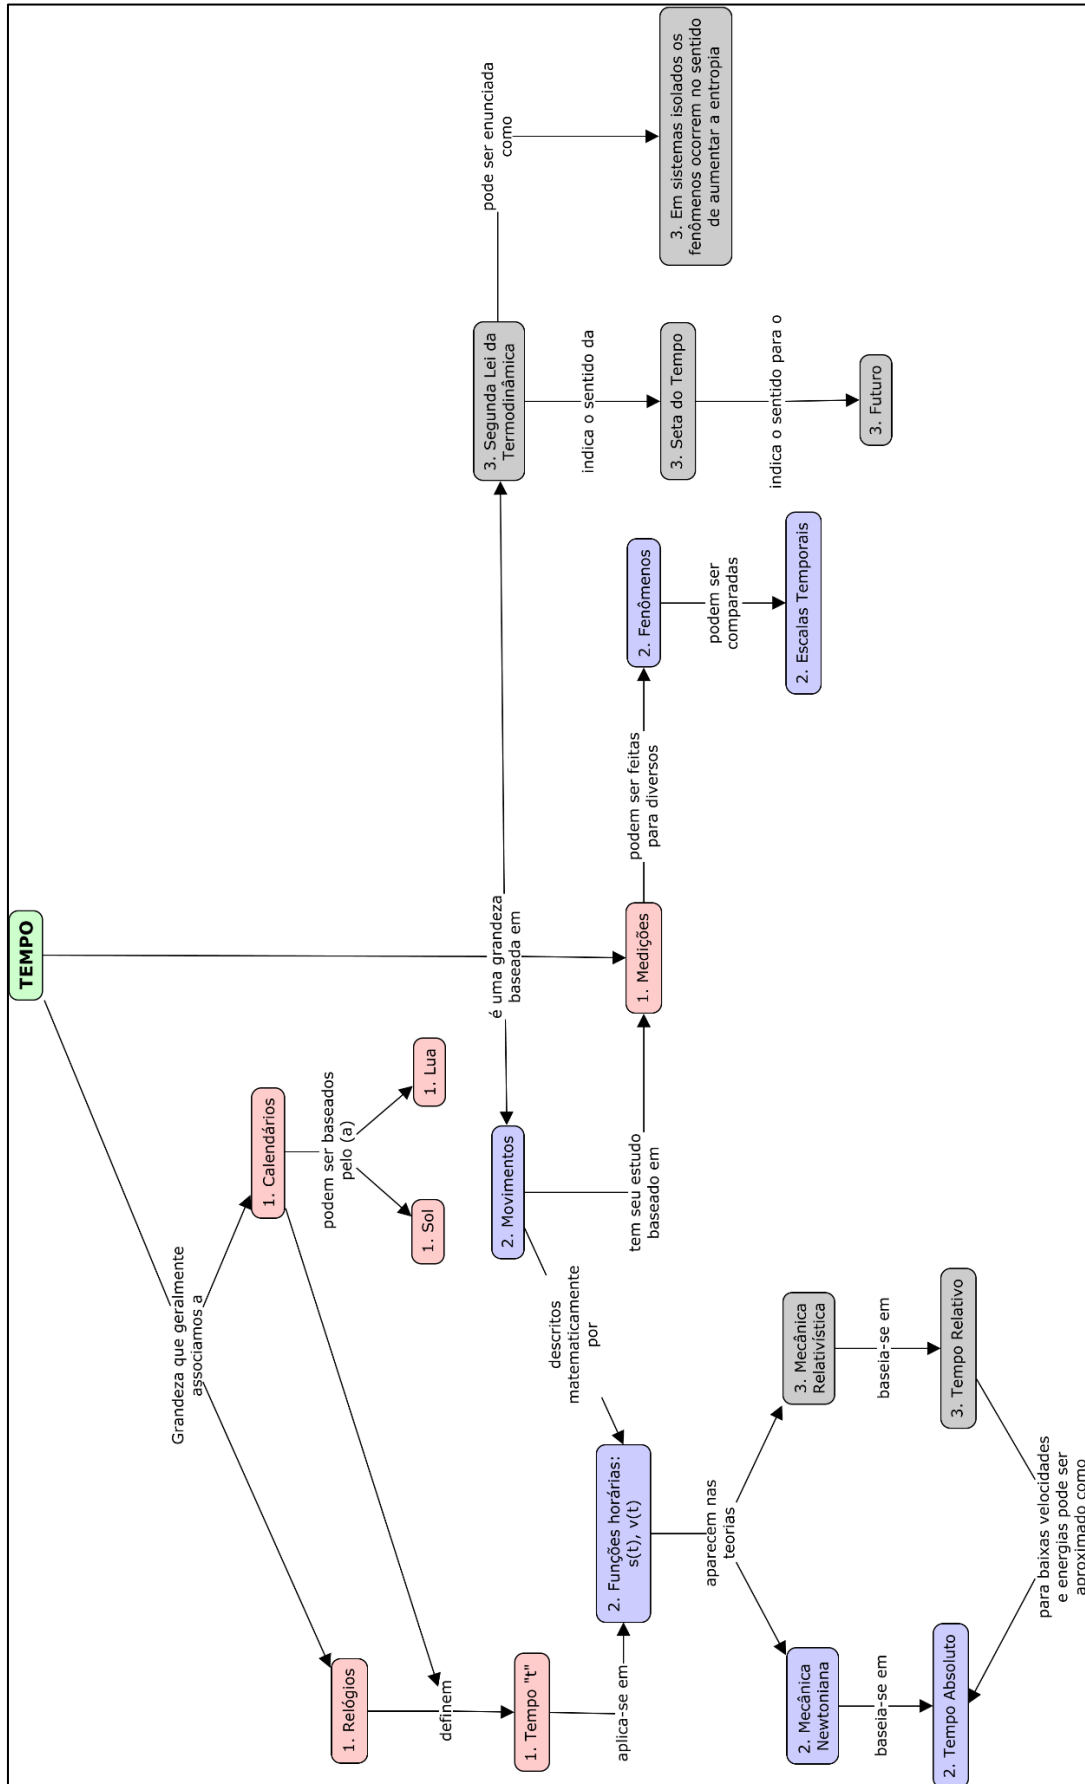 TEMPO
Grandeza que geralmente
associamos a
1. Relógios
1. Calendários
podem ser baseados
pelo (a)
1. Sol
1. Lua
definem
1. Tempo "t"
aplica-se em
é uma grandeza
baseada em
2. Movimentos
3. Segunda Lei da
Termodinâmica
pode ser enunciada
como
3. Em sistemas isolados os
fenômenos ocorrem no sentido
de aumentar a entropia
indica o sentido da
3. Seta do Tempo
indica o sentido para o
3. Futuro
descritos
matematicamente
por
tem seu estudo
baseado em
1. Medições
podem ser feitas
para diversos
2. Fenômenos
podem ser
comparadas
2. Escalas Temporais
2. Funções horárias:
s(t), v(t)
aparecem nas
teorias
2. Mecânica
Newtoniana
3. Mecânica
Relativística
baseia-se em
baseia-se em
2. Tempo Absoluto
3. Tempo Relativo
para baixas velocidades
e energias pode ser
aproximado como